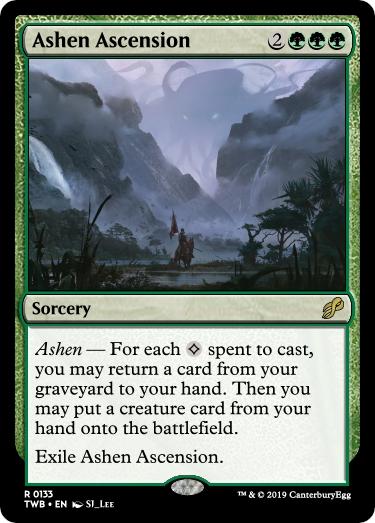 Ashen Ascension 2
Sorcery
Ashen — For each spent to cast,
you may return a card from your
graveyard to your hand. Then you
may put a creature card from your
hand onto the battlefield.
Exile Ashen Ascension.
R 0133
TWB • EN SJ_Lee
™ & © 2019 CanterburyEgg